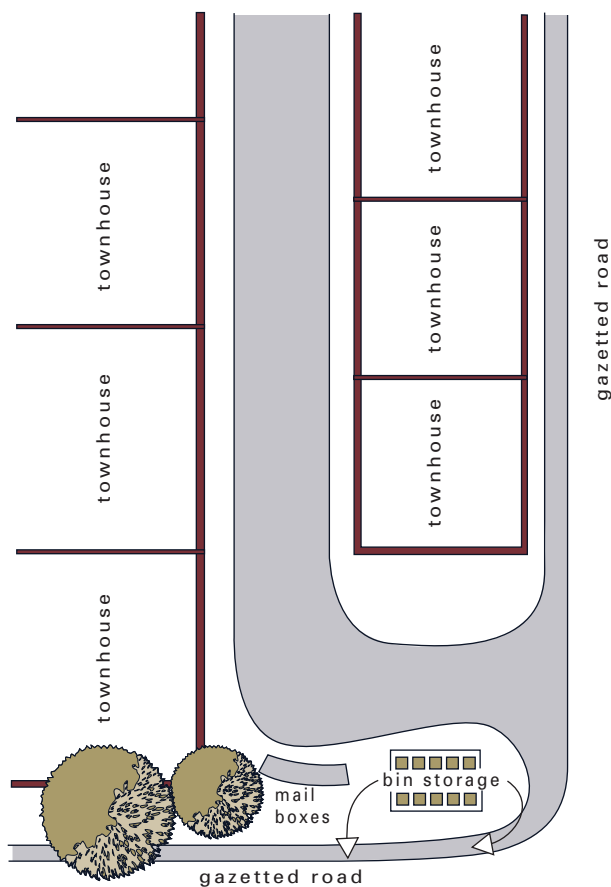 townhouse
townhouse
townhouse
townhouse
townhouse
townhouse
gazetted road
bin storage
mail
boxes
gazetted road